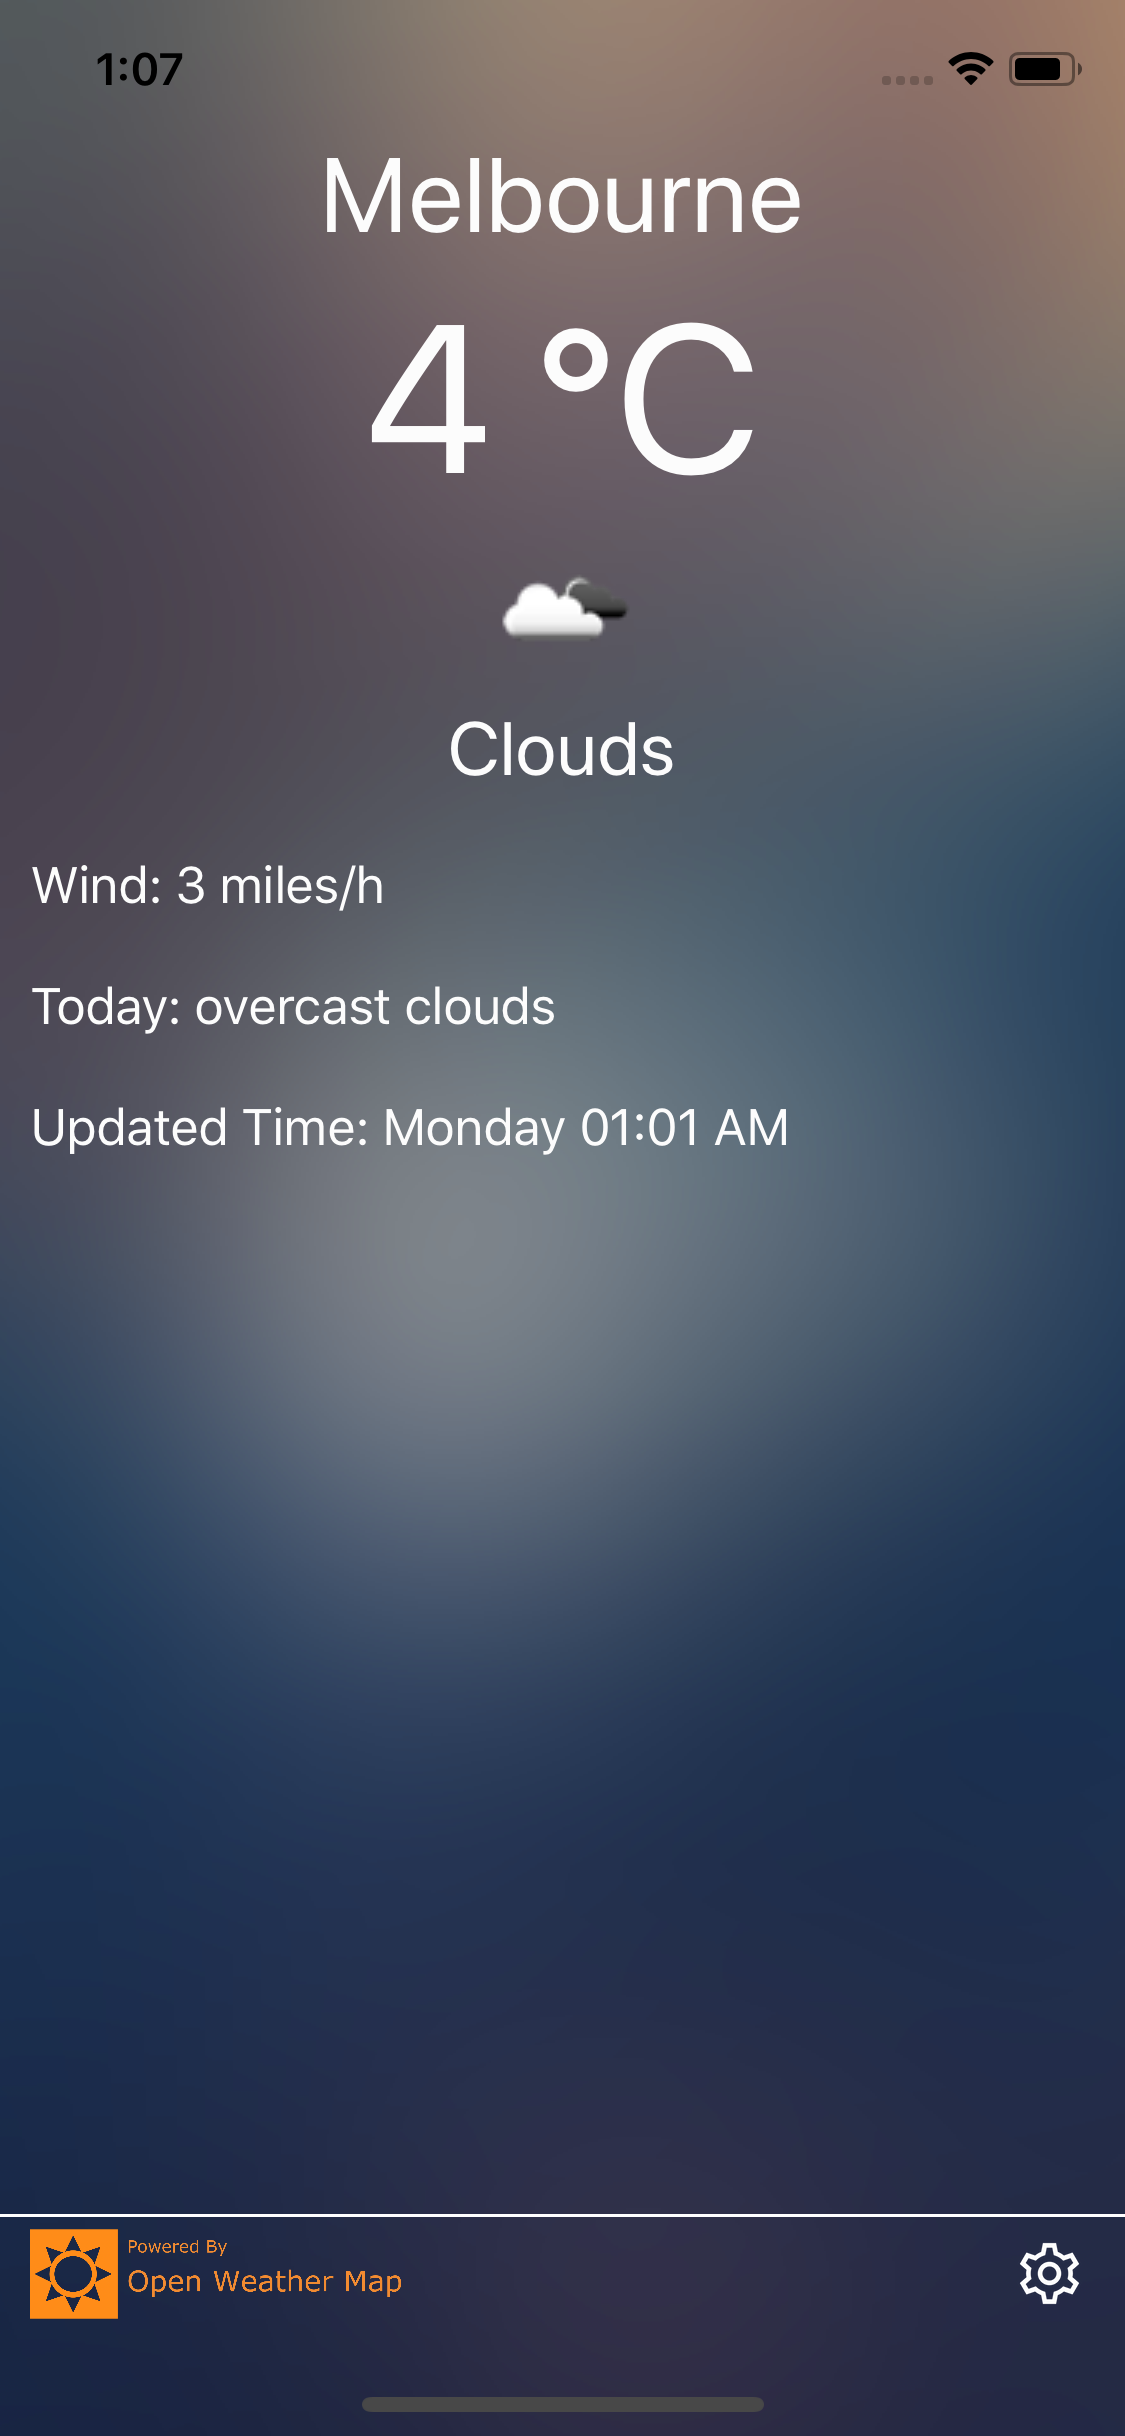 1:07
Melbourne
4 °C
Clouds
Wind: 3 miles/h
Today: overcast clouds
Updated Time: Monday 01:01 AM
Powered By
Open Weather Map